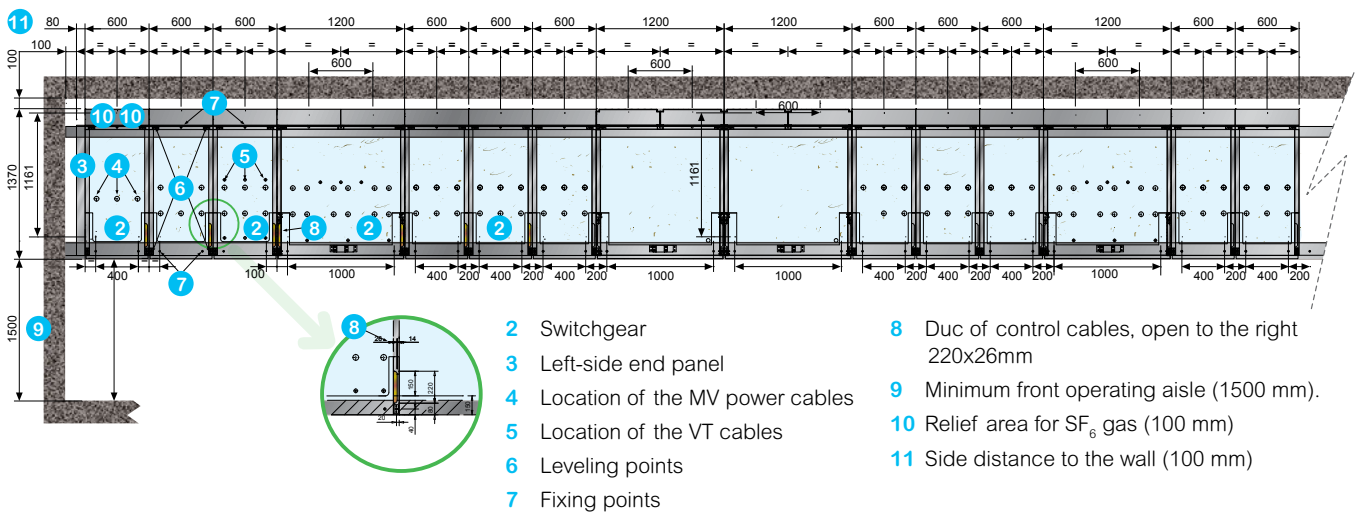 11 80 600 600 600 1200 600 600 600 1200 1200 600 600 600 1200 600 600
100 = = = = = = = = = = = = = = = = = = = = = = = = = = = = = =
100
600 600 600
600
10 10 7
1370
1161
1161
3 4 5
6
2 2 8 2 2
= = =
400 100 1000 400 200 400 200 400 200 1000 1000 400 200 400 200 400 200 1000 400 200 400 200
7
1500
9
8
26 14
150
220
150
80
20
40
2 Switchgear
3 Left-side end panel
4 Location of the MV power cables
5 Location of the VT cables
6 Leveling points
7 Fixing points
8 Duc of control cables, open to the right
220x26mm
9 Minimum front operating aisle (1500 mm).
10 Relief area for SF6 gas (100 mm)
11 Side distance to the wall (100 mm)